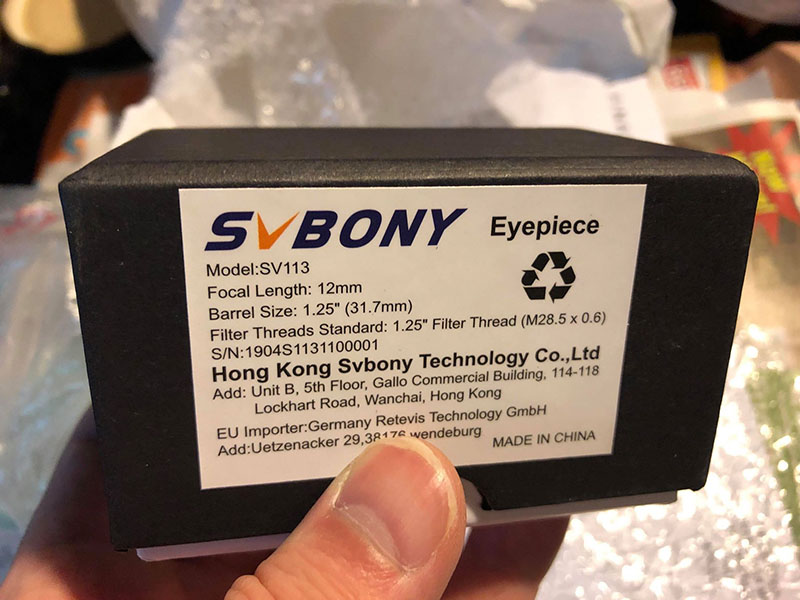 SVBONY Eyepiece
Model:SV113
Focal Length: 12mm
Barrel Size: 1.25" (31.7mm)
Filter Threads Standard: 1.25" Filter Thread (M28.5 x 0.6)
S/N:1904S1131100001
Hong Kong Svbony Technology Co.,Ltd
Add: Unit B, 5th Floor, Gallo Commercial Building, 114-118
Lockhart Road, Wanchai, Hong Kong
EU Importer:Germany Retevis Technology GmbH
Add:Uetzenacker 29,38176 wendeburg
MADE IN CHINA